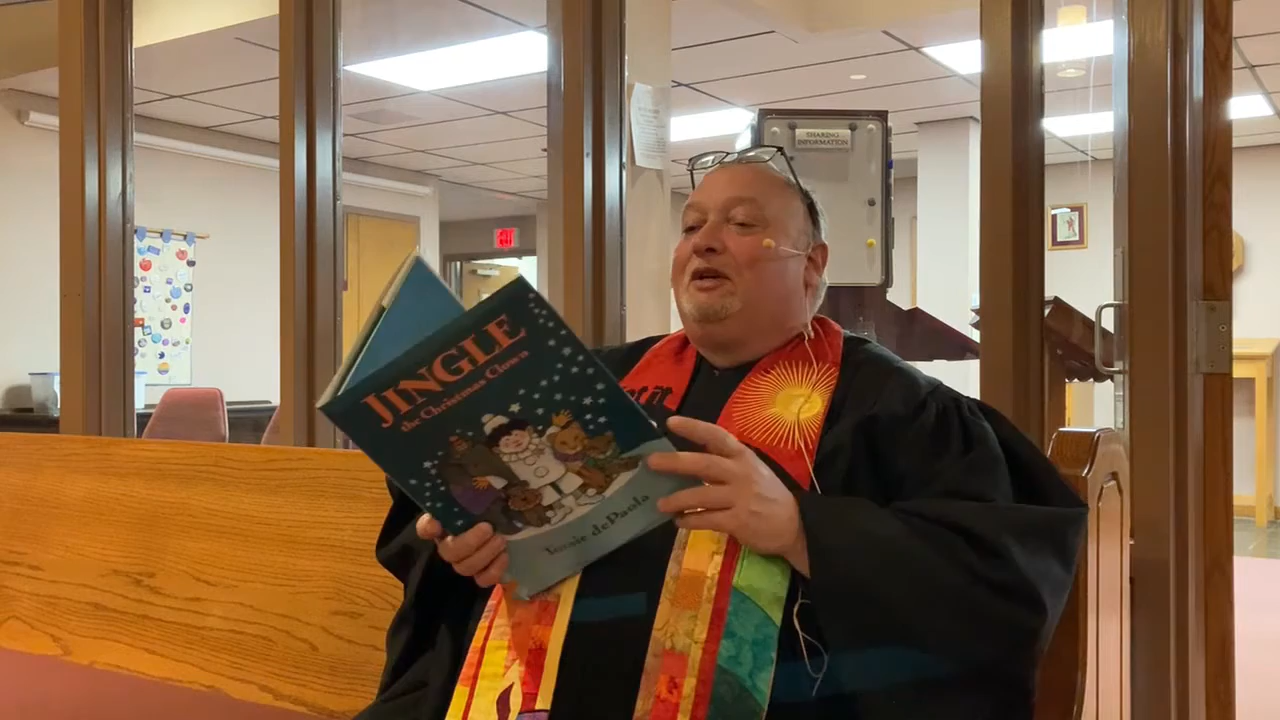 SHARING
INFORMATION
EXIT
JINGLE
the Christmas Clown
Tomie dePaola